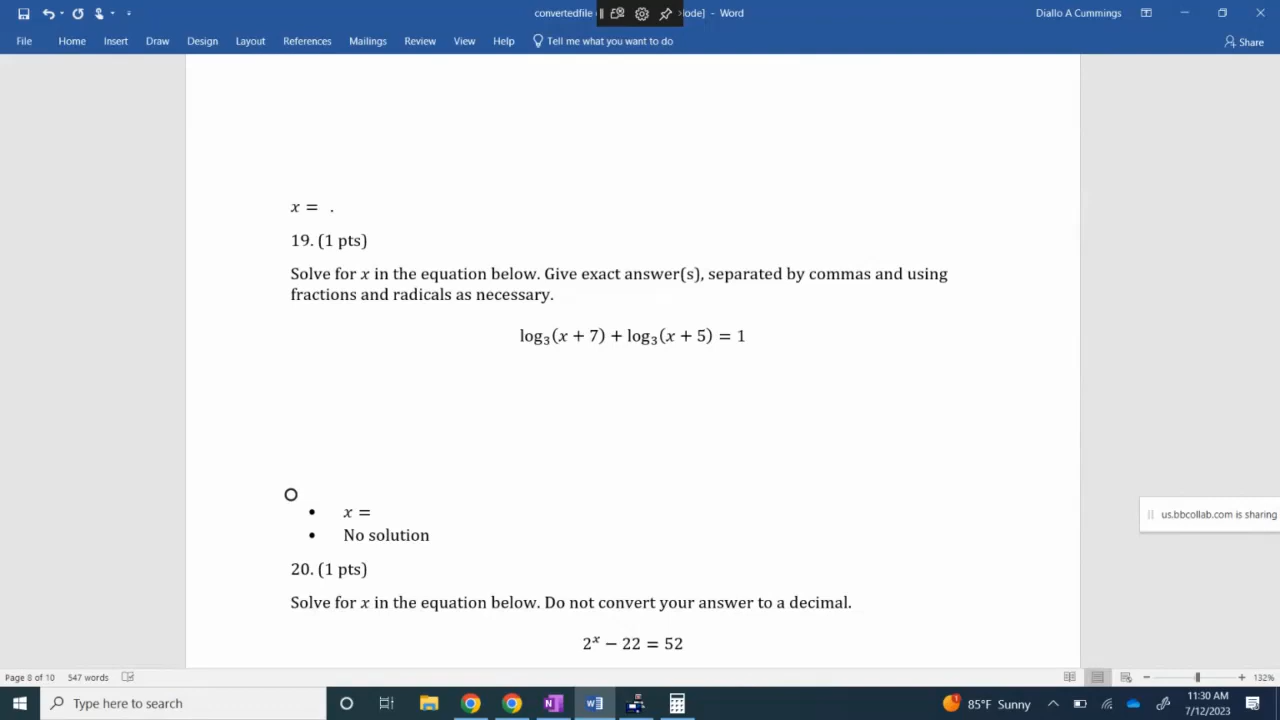 convertedfile ode] - Word
Diallo A Cummings
File Home Insert Draw Design Layout References Mailings Review View Help Tell me what you want to do
Share
x = .
19. (1 pts)
Solve for x in the equation below. Give exact answer(s), separated by commas and using
fractions and radicals as necessary.
log₃(x + 7) + log₃(x + 5) = 1
• x =
• No solution
20. (1 pts)
Solve for x in the equation below. Do not convert your answer to a decimal.
2ˣ − 22 = 52
us.bbcollab.com is sharing
Page 8 of 10 547 words
132%
Type here to search
85°F Sunny
11:30 AM
7/12/2023